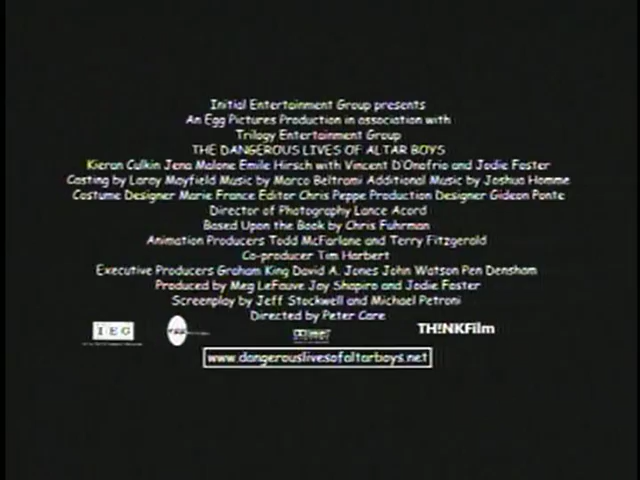 Initial Entertainment Group presents
An Egg Pictures Production in association with
Trilogy Entertainment Group
THE DANGEROUS LIVES OF ALTAR BOYS
Kieran Culkin Jena Malone Emile Hirsch with Vincent D'Onofrio and Jodie Foster
Casting by Laray Mayfield Music by Marco Beltrami Additional Music by Joshua Homme
Costume Designer Marie France Editor Chris Peppe Production Designer Gideon Ponte
Director of Photography Lance Acord
Based Upon the Book by Chris Fuhrman
Animation Producers Todd McFarlane and Terry Fitzgerald
Co-producer Tim Harbert
Executive Producers Graham King David A. Jones John Watson Pen Densham
Produced by Meg LeFauve Jay Shapiro and Jodie Foster
Screenplay by Jeff Stockwell and Michael Petroni
Directed by Peter Care
IEG
TH!NKFilm
www.dangerouslivesofaltarboys.net